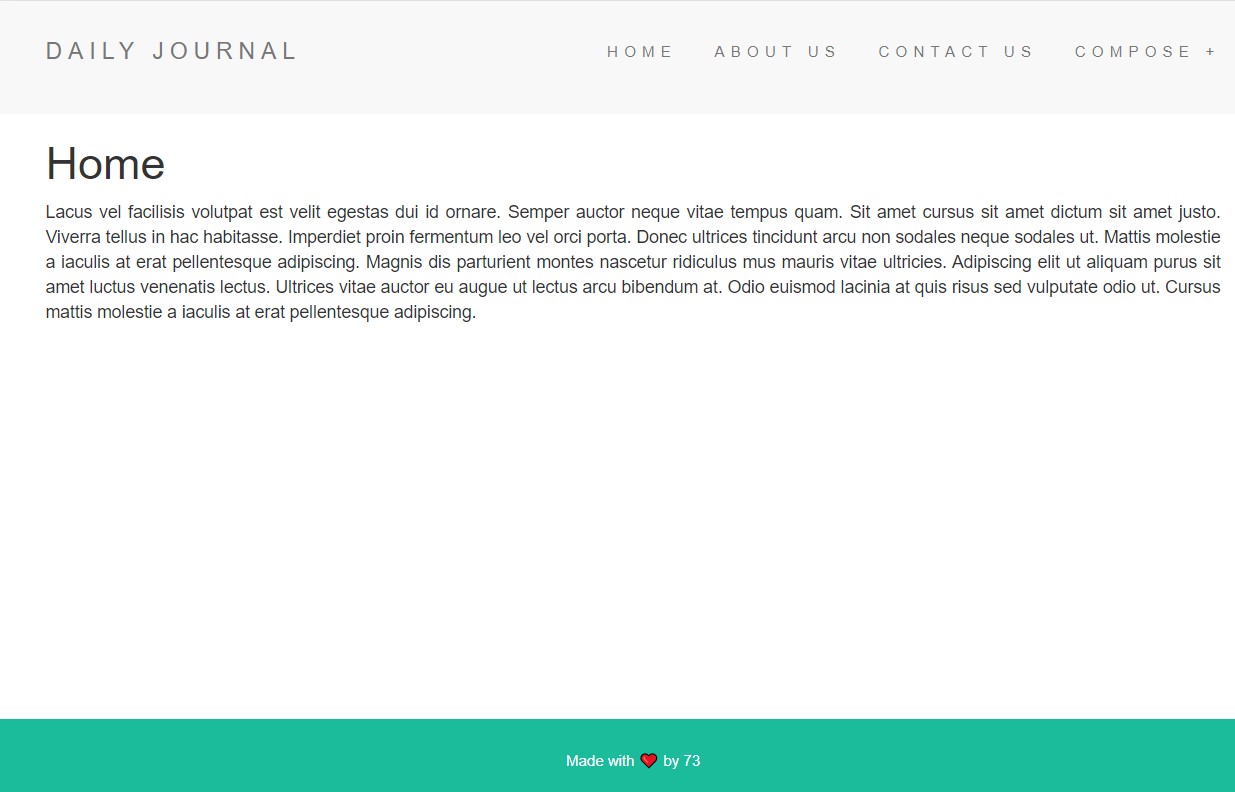 DAILY JOURNAL
HOME ABOUT US CONTACT US COMPOSE +
Home
Lacus vel facilisis volutpat est velit egestas dui id ornare. Semper auctor neque vitae tempus quam. Sit amet cursus sit amet dictum sit amet justo.
Viverra tellus in hac habitasse. Imperdiet proin fermentum leo vel orci porta. Donec ultrices tincidunt arcu non sodales neque sodales ut. Mattis molestie
a iaculis at erat pellentesque adipiscing. Magnis dis parturient montes nascetur ridiculus mus mauris vitae ultricies. Adipiscing elit ut aliquam purus sit
amet luctus venenatis lectus. Ultrices vitae auctor eu augue ut lectus arcu bibendum at. Odio euismod lacinia at quis risus sed vulputate odio ut. Cursus
mattis molestie a iaculis at erat pellentesque adipiscing.
Made with ❤ by 73